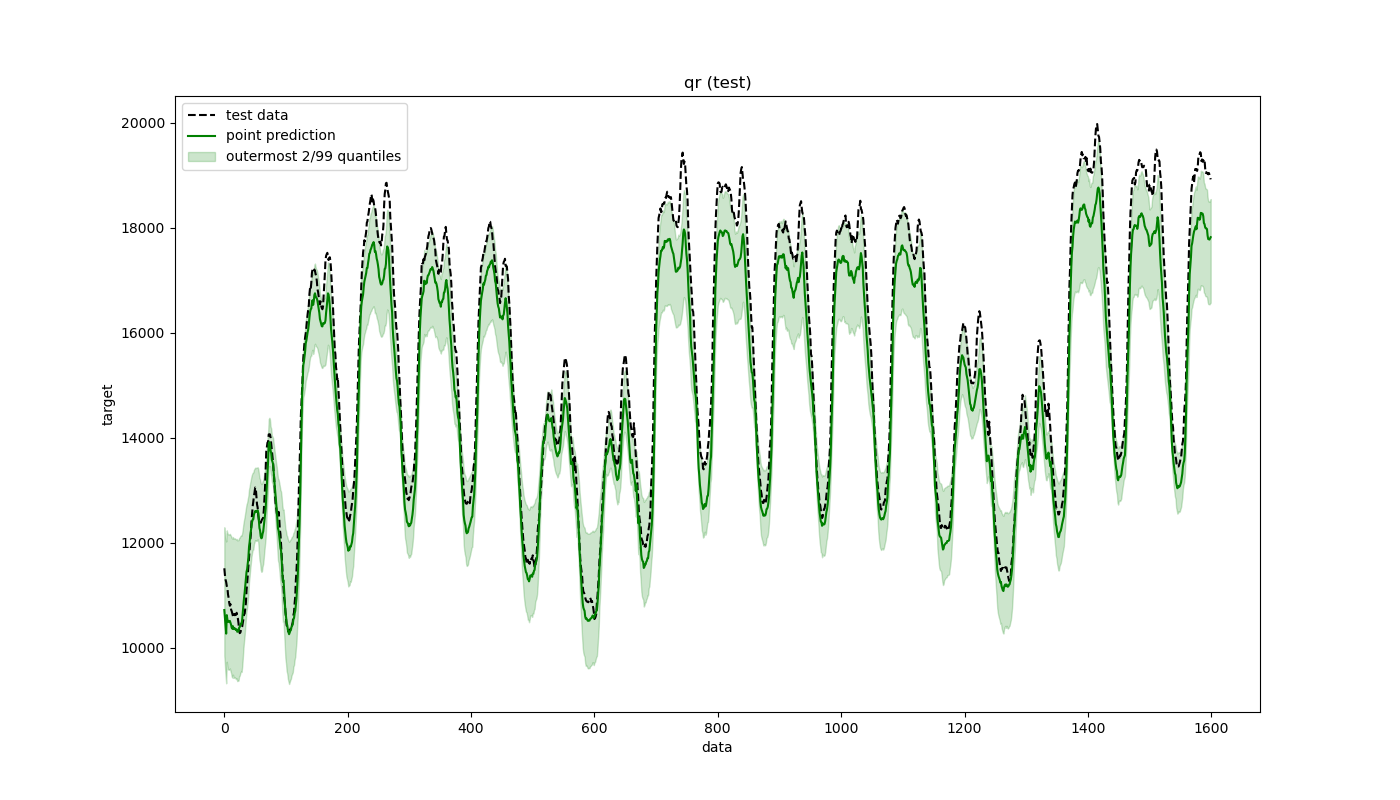 qr (test)
test data
point prediction
outermost 2/99 quantiles
target
20000
18000
16000
14000
12000
10000
0 200 400 600 800 1000 1200 1400 1600
data